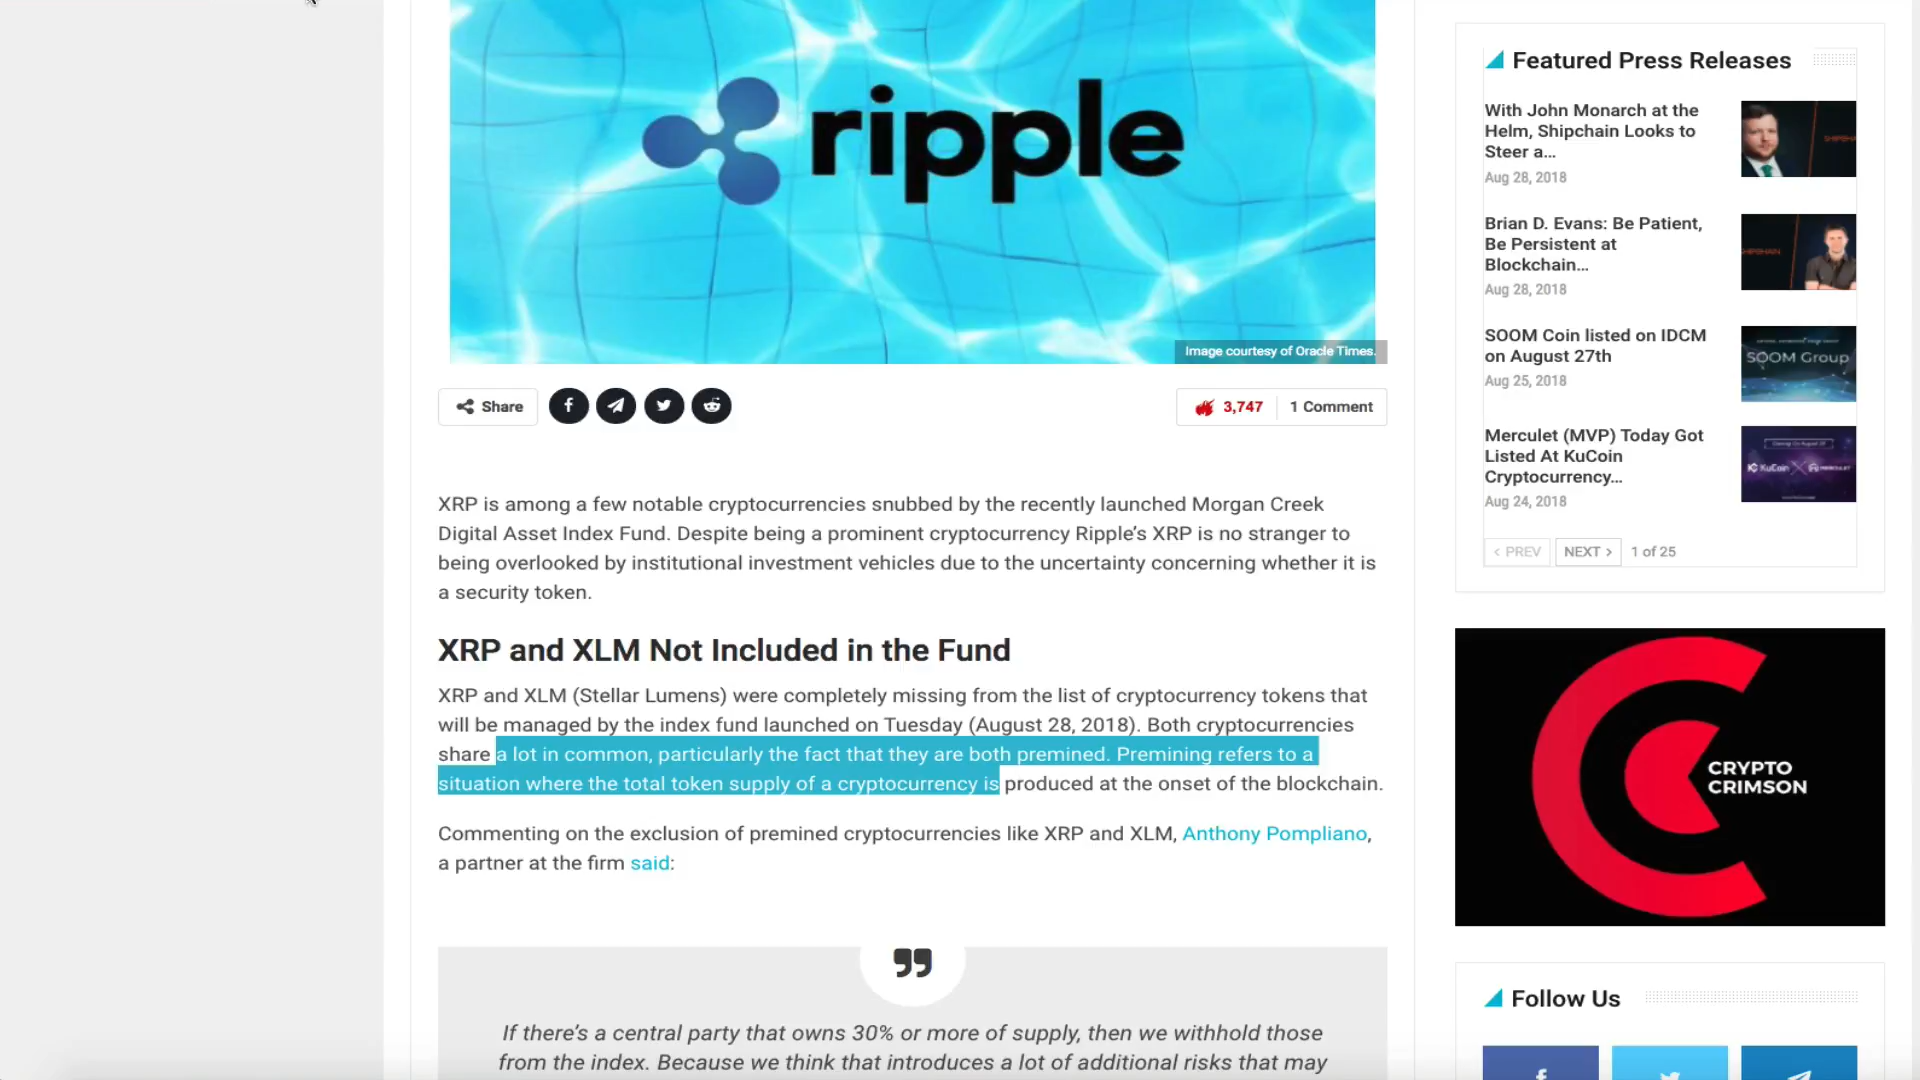 ripple
Image courtesy of Oracle Times.
Share
3,747
1 Comment
XRP is among a few notable cryptocurrencies snubbed by the recently launched Morgan Creek
Digital Asset Index Fund. Despite being a prominent cryptocurrency Ripple’s XRP is no stranger to
being overlooked by institutional investment vehicles due to the uncertainty concerning whether it is
a security token.
XRP and XLM Not Included in the Fund
XRP and XLM (Stellar Lumens) were completely missing from the list of cryptocurrency tokens that
will be managed by the index fund launched on Tuesday (August 28, 2018). Both cryptocurrencies
share a lot in common, particularly the fact that they are both premined. Premining refers to a
situation where the total token supply of a cryptocurrency is produced at the onset of the blockchain.
Commenting on the exclusion of premined cryptocurrencies like XRP and XLM, Anthony Pompliano,
a partner at the firm said:
If there’s a central party that owns 30% or more of supply, then we withhold those
from the index. Because we think that introduces a lot of additional risks that may
Featured Press Releases
With John Monarch at the
Helm, Shipchain Looks to
Steer a...
Aug 28, 2018
Brian D. Evans: Be Patient,
Be Persistent at
Blockchain...
Aug 28, 2018
SHIPCHAIN
SOOM Coin listed on IDCM
on August 27th
Aug 25, 2018
SOOM Group
Merculet (MVP) Today Got
Listed At KuCoin
Cryptocurrency...
Aug 24, 2018
KuCoin
< PREV
NEXT >
1 of 25
CRYPTO
CRIMSON
Follow Us